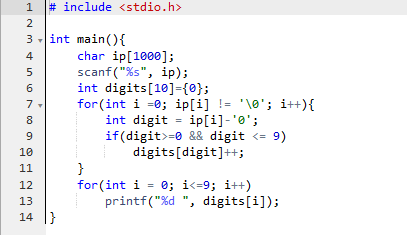 1 # include <stdio.h>
2
3 int main(){
4     char ip[1000];
5     scanf("%s", ip);
6     int digits[10]={0};
7     for(int i =0; ip[i] != '\0'; i++){
8         int digit = ip[i]-'0';
9         if(digit>=0 && digit <= 9)
10             digits[digit]++;
11     }
12     for(int i = 0; i<=9; i++)
13         printf("%d ", digits[i]);
14 }